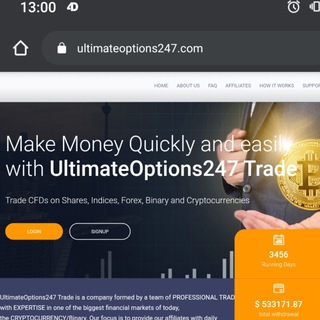 13:00
ultimateoptions247.com
HOME ABOUT US FAQ AFFILIATES HOW IT WORKS
Make Money Quickly and easily
with UltimateOptions247 Trade
Trade CFDs on Shares, Indices, Forex, Binary and Cryptocurrencies
LOGIN SIGNUP
3456
Running Days
$ 533171.87
total withdrawal
UltimateOptions247 Trade is a company formed by a team of PROFESSIONAL TRAD
with EXPERTISE in one of the biggest financial markets of today,
the CRYPTOCURRENCY/Binary. Our focus is to provide our affiliates with daily